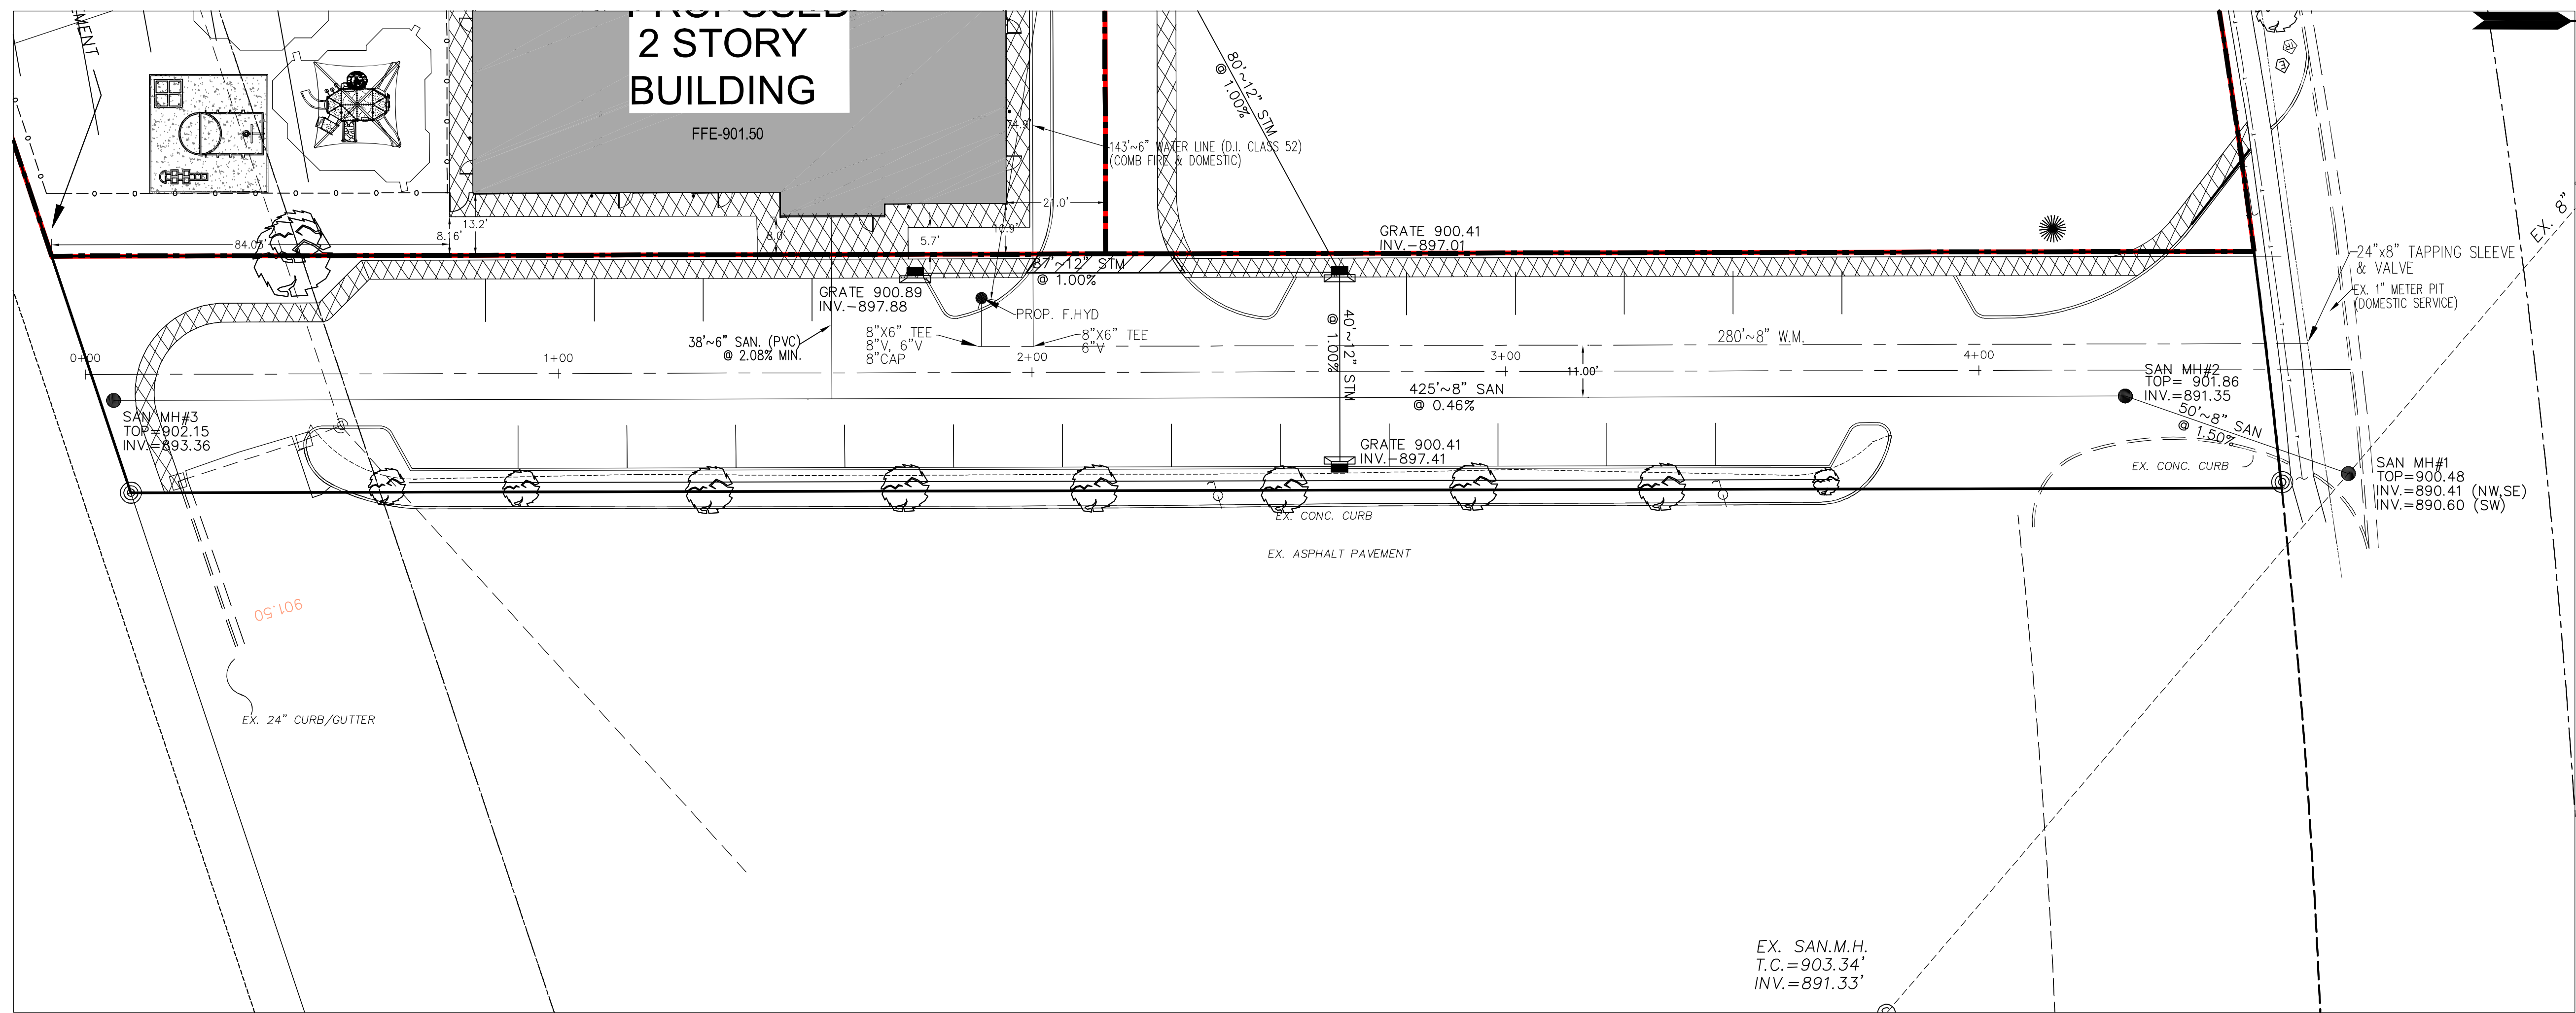 2 STORY
BUILDING
FFE-901.50
74.9'
143'~6" WATER LINE (D.I. CLASS 52)
(COMB FIRE & DOMESTIC)
80'~12" STM
@ 1.00%
21.0'
84.03'
8.16'
13.2'
8.0'
5.7'
10.9'
GRATE 900.41
INV.-897.01
87'~12" STM
@ 1.00%
GRATE 900.89
INV.-897.88
PROP. F.HYD
38'~6" SAN. (PVC)
@ 2.08% MIN.
8"X6" TEE
8"V, 6"V
8"CAP
8"X6" TEE
6"V
40'~12" STM
@ 1.00%
280'~8" W.M.
24"x8" TAPPING SLEEVE
& VALVE
EX. 1" METER PIT
(DOMESTIC SERVICE)
EX. 8"
0+00
1+00
2+00
3+00
4+00
11.00'
425'~8" SAN
@ 0.46%
SAN MH#2
TOP= 901.86
INV.=891.35
50'~8" SAN
@ 1.50%
SAN MH#3
TOP=902.15
INV.=893.36
GRATE 900.41
INV.-897.41
EX. CONC. CURB
SAN MH#1
TOP=900.48
INV.=890.41 (NW,SE)
INV.=890.60 (SW)
EX. CONC. CURB
EX. ASPHALT PAVEMENT
901.50
EX. 24" CURB/GUTTER
EX. SAN.M.H.
T.C.=903.34'
INV.=891.33'